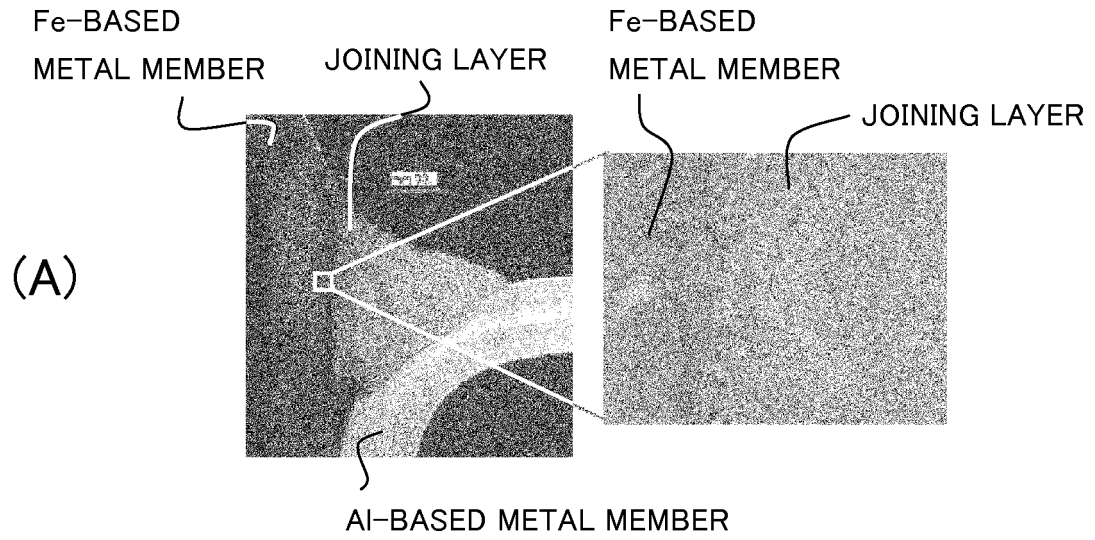 Fe-BASED
METAL MEMBER
JOINING LAYER
Fe-BASED
METAL MEMBER
JOINING LAYER
(A)
Al-BASED METAL MEMBER